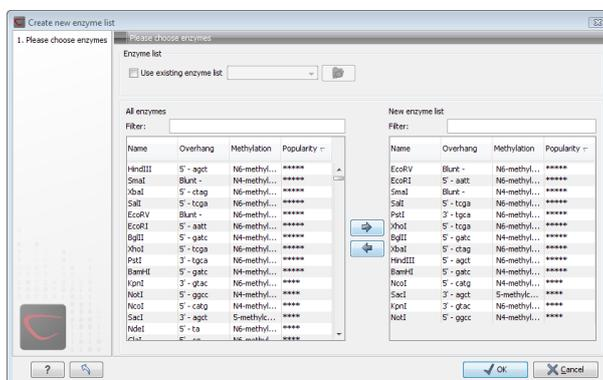 Create new enzyme list
1. Please choose enzymes
Please choose enzymes
Enzyme list
Use existing enzyme list
All enzymes
Filter:
Name Overhang Methylation Popularity
HindIII 5' - agct N6-methyl... *****
SmaI Blunt - N4-methyl... *****
XbaI 5' - ctag N6-methyl... *****
SalI 5' - tcga N6-methyl... *****
EcoRV Blunt - N6-methyl... *****
EcoRI 5' - aatt N6-methyl... *****
BglII 5' - gatc N4-methyl... *****
XhoI 5' - tcga N6-methyl... *****
PstI 3' - tgca N6-methyl... *****
BamHI 5' - gatc N4-methyl... *****
KpnI 3' - gtac N6-methyl... ****
NotI 5' - ggcc N4-methyl... ****
NcoI 5' - catg N4-methyl... ****
SacI 3' - agct 5-methylc... ****
NdeI 5' - ta N6-methyl... ****
ClaI 5' - cg N6-methyl... ****
New enzyme list
Filter:
Name Overhang Methylation Popularity
EcoRV Blunt - N6-methyl... *****
EcoRI 5' - aatt N6-methyl... *****
SmaI Blunt - N4-methyl... *****
SalI 5' - tcga N6-methyl... *****
PstI 3' - tgca N6-methyl... *****
XhoI 5' - tcga N6-methyl... *****
BglII 5' - gatc N4-methyl... *****
XbaI 5' - ctag N6-methyl... *****
HindIII 5' - agct N6-methyl... *****
BamHI 5' - gatc N4-methyl... *****
NcoI 5' - catg N4-methyl... ****
SacI 3' - agct 5-methylc... ****
KpnI 3' - gtac N6-methyl... ****
NotI 5' - ggcc N4-methyl... ****
?
OK
Cancel